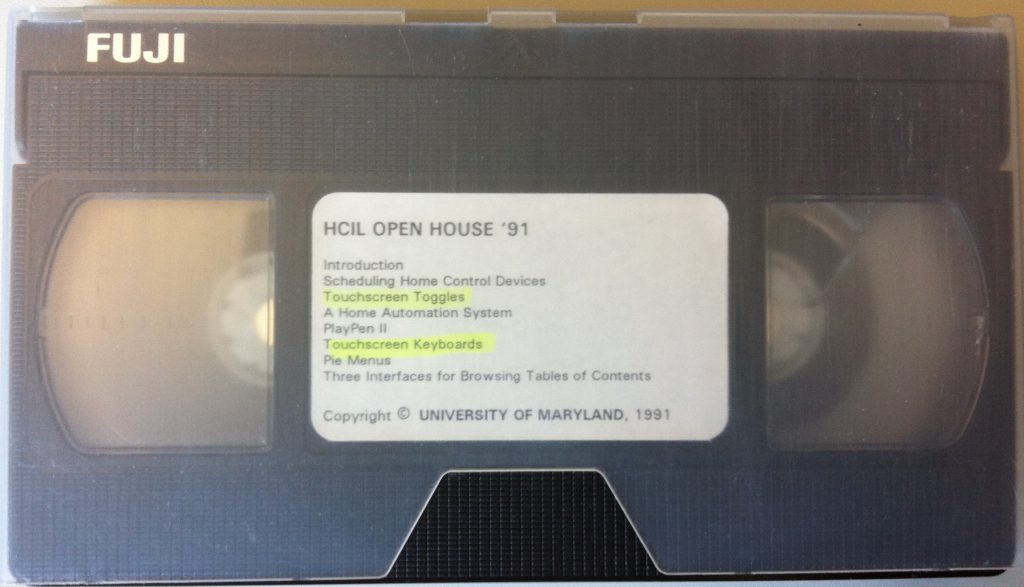 FUJI
HCIL OPEN HOUSE '91
Introduction
Scheduling Home Control Devices
Touchscreen Toggles
A Home Automation System
PlayPen II
Touchscreen Keyboards
Pie Menus
Three Interfaces for Browsing Tables of Contents
Copyright © UNIVERSITY OF MARYLAND, 1991